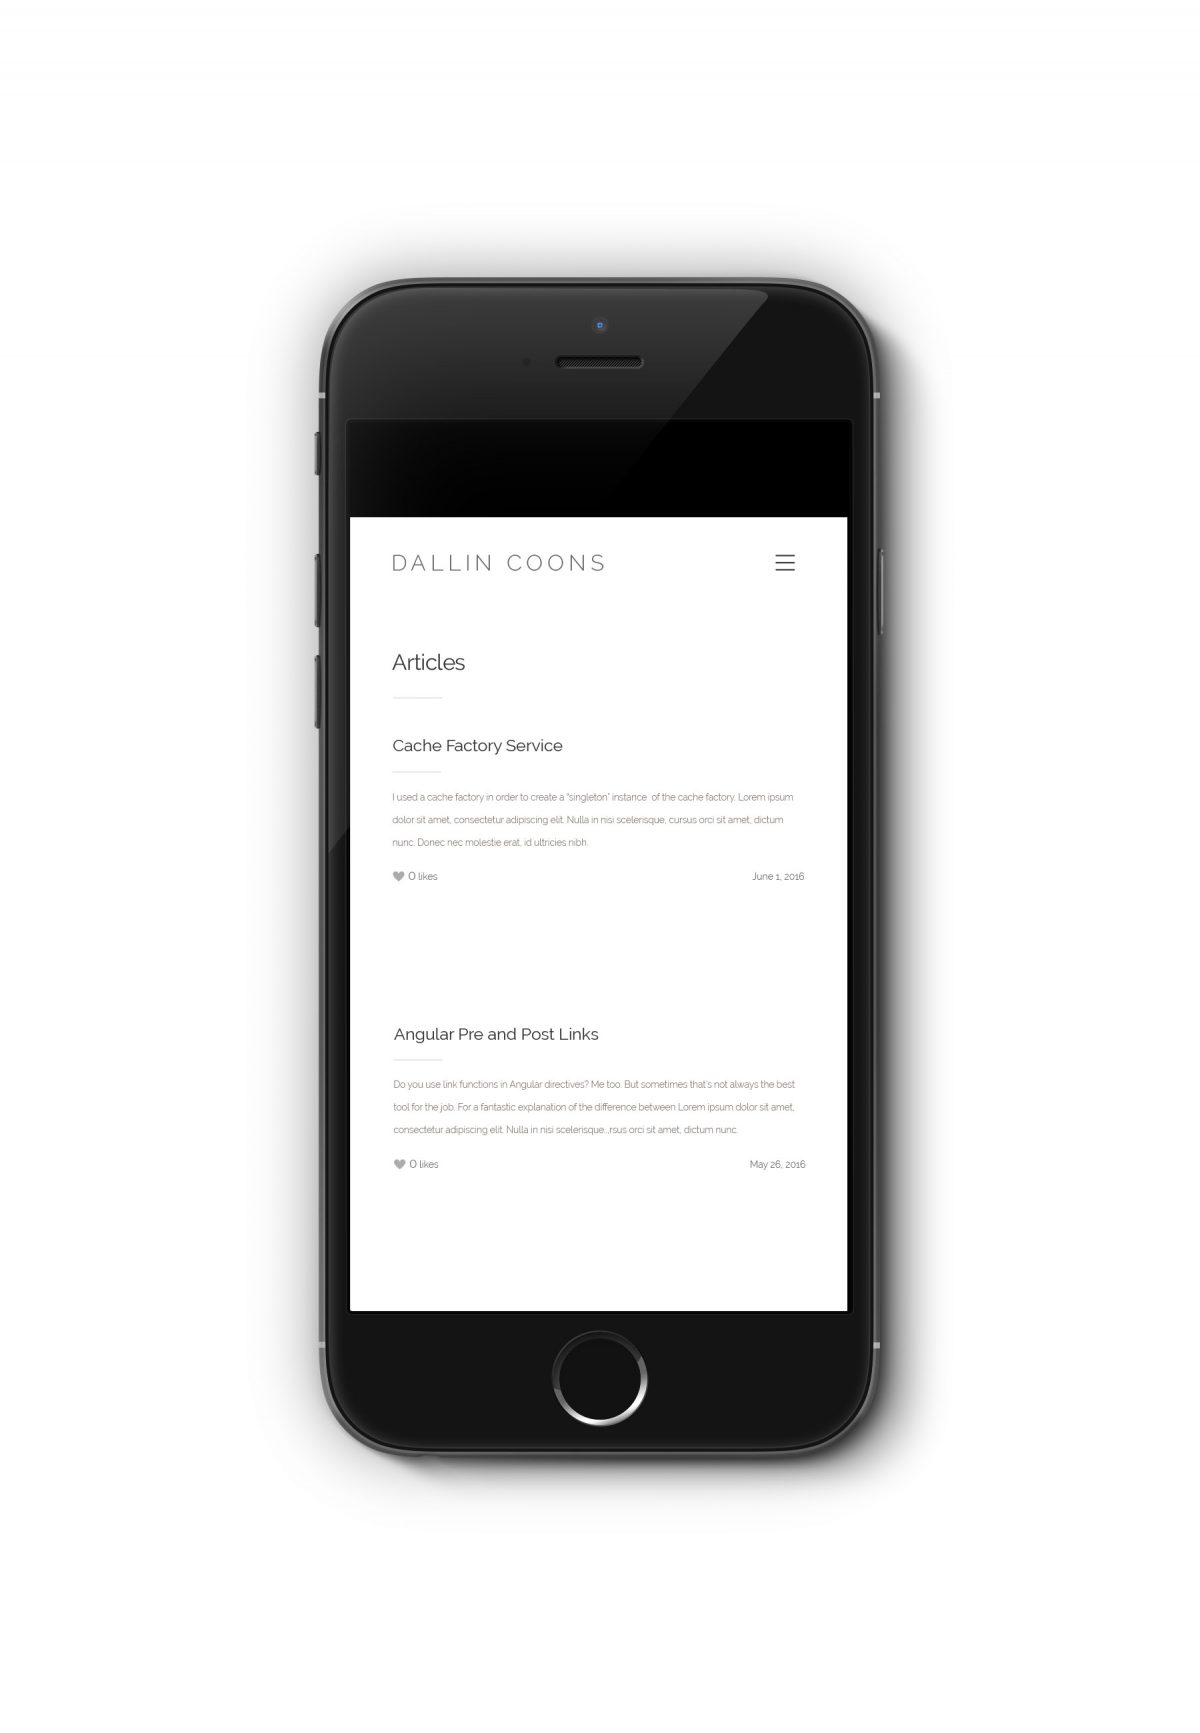 DALLIN COONS
Articles
Cache Factory Service
I used a cache factory in order to create a "singleton" instance of the cache factory. Lorem ipsum
dolor sit amet, consectetur adipiscing elit. Nulla in nisi scelerisque, cursus orci sit amet, dictum
nunc. Donec nec molestie erat, id ultricies nibh.
0 likes June 1, 2016
Angular Pre and Post Links
Do you use link functions in Angular directives? Me too. But sometimes that's not always the best
tool for the job. For a fantastic explanation of the difference between Lorem ipsum dolor sit amet,
consectetur adipiscing elit. Nulla in nisi scelerisque...rsus orci sit amet, dictum nunc.
0 likes May 26, 2016